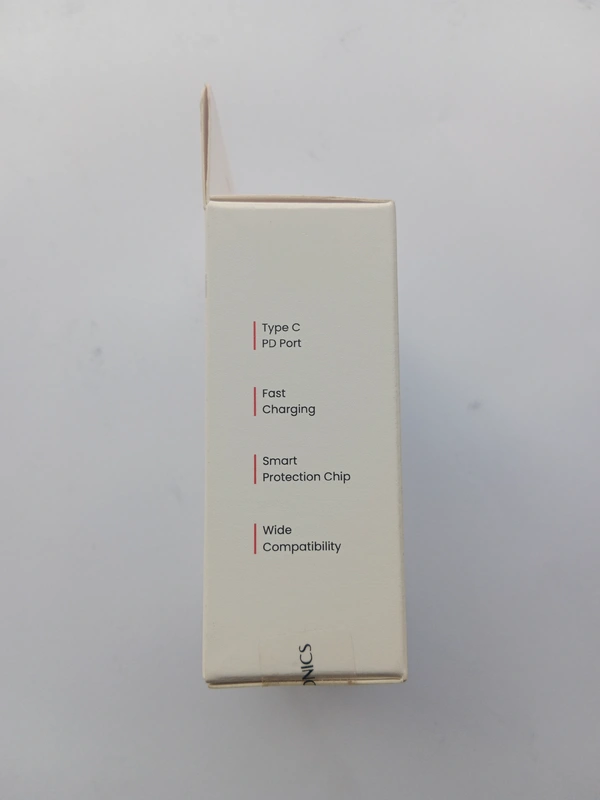 Type C
PD Port
Fast
Charging
Smart
Protection Chip
Wide
Compatibility
ONICS